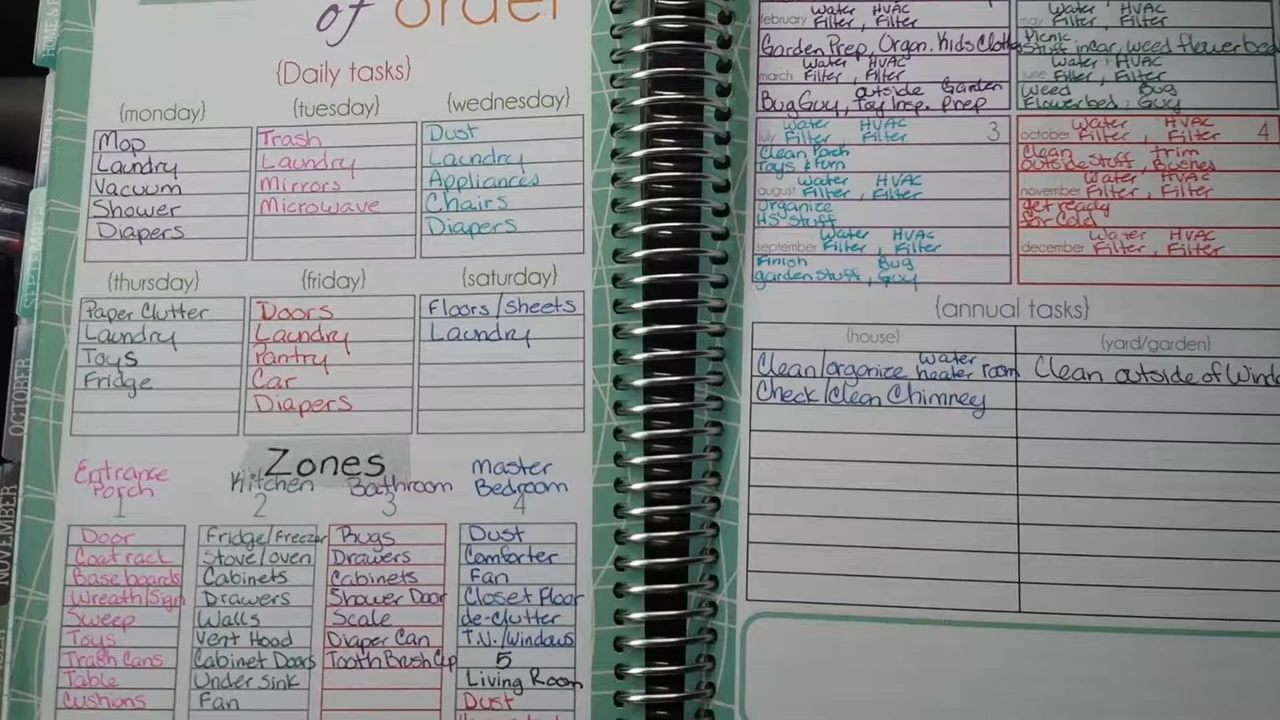 of order
{Daily tasks}
{monday}
Mop
Laundry
Vacuum
Shower
Diapers
{tuesday}
Trash
Laundry
Mirrors
Microwave
{wednesday}
Dust
Laundry
Appliances
Chairs
Diapers
{thursday}
Paper Clutter
Laundry
Toys
Fridge
{friday}
Doors
Laundry
Pantry
Car
Diapers
{saturday}
Floors/Sheets
Laundry
Zones
Entrance
Porch
1
Door
Coat rack
Base boards
Wreath/Sign
Sweep
Toys
Trash Cans
Table
Cushions
Kitchen
2
Fridge/Freezer
Stove/oven
Cabinets
Drawers
Walls
Vent Hood
Cabinet Doors
Under Sink
Fan
Bathroom
3
Rugs
Drawers
Cabinets
Shower Door
Scale
Diaper Can
Tooth Brush Cup
Master
Bedroom
4
Dust
Comforter
Fan
Closet Floor
de-clutter
T.V./Windows
5
Living Room
Dust
february Water Filter, HVAC Filter
Garden Prep, Organ. Kids
march Water Filter, HVAC Filter
Bug Guy, outside Toy Insp. Garden Prep
Water Filter, HVAC Filter
may
Picnic
Stuff in car, weed flowerbed
june Water Filter, HVAC Filter
Weed Flowerbed, Bug Guy
july Water Filter, HVAC Filter 3
Clean Porch
Toys & Furn
august Water Filter, HVAC Filter
Organize
HS Stuff
september Water Filter, HVAC Filter
Finish garden stuff, Bug Guy
october Water Filter, HVAC Filter 4
Clean outside Stuff, trim Bushes
november Water Filter, HVAC Filter
get ready
for Cold
december Water Filter, HVAC Filter
{annual tasks}
{house}
Clean/organize water heater room
Check/Clean Chimney
{yard/garden}
Clean outside of Windo
HOME &
SEPTEMBER
OCTOBER
NOVEMBER